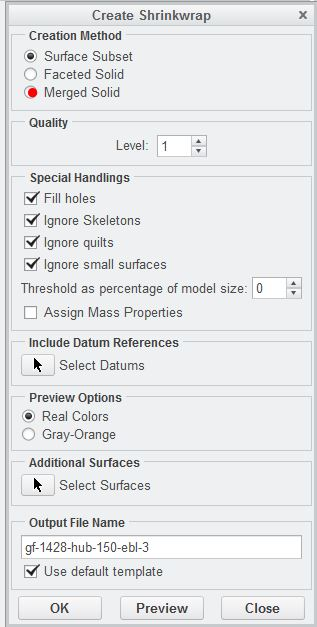 Create Shrinkwrap
Creation Method
Surface Subset
Faceted Solid
Merged Solid
Quality
Level: 1
Special Handlings
Fill holes
Ignore Skeletons
Ignore quilts
Ignore small surfaces
Threshold as percentage of model size: 0
Assign Mass Properties
Include Datum References
Select Datums
Preview Options
Real Colors
Gray-Orange
Additional Surfaces
Select Surfaces
Output File Name
gf-1428-hub-150-ebl-3
Use default template
OK Preview Close